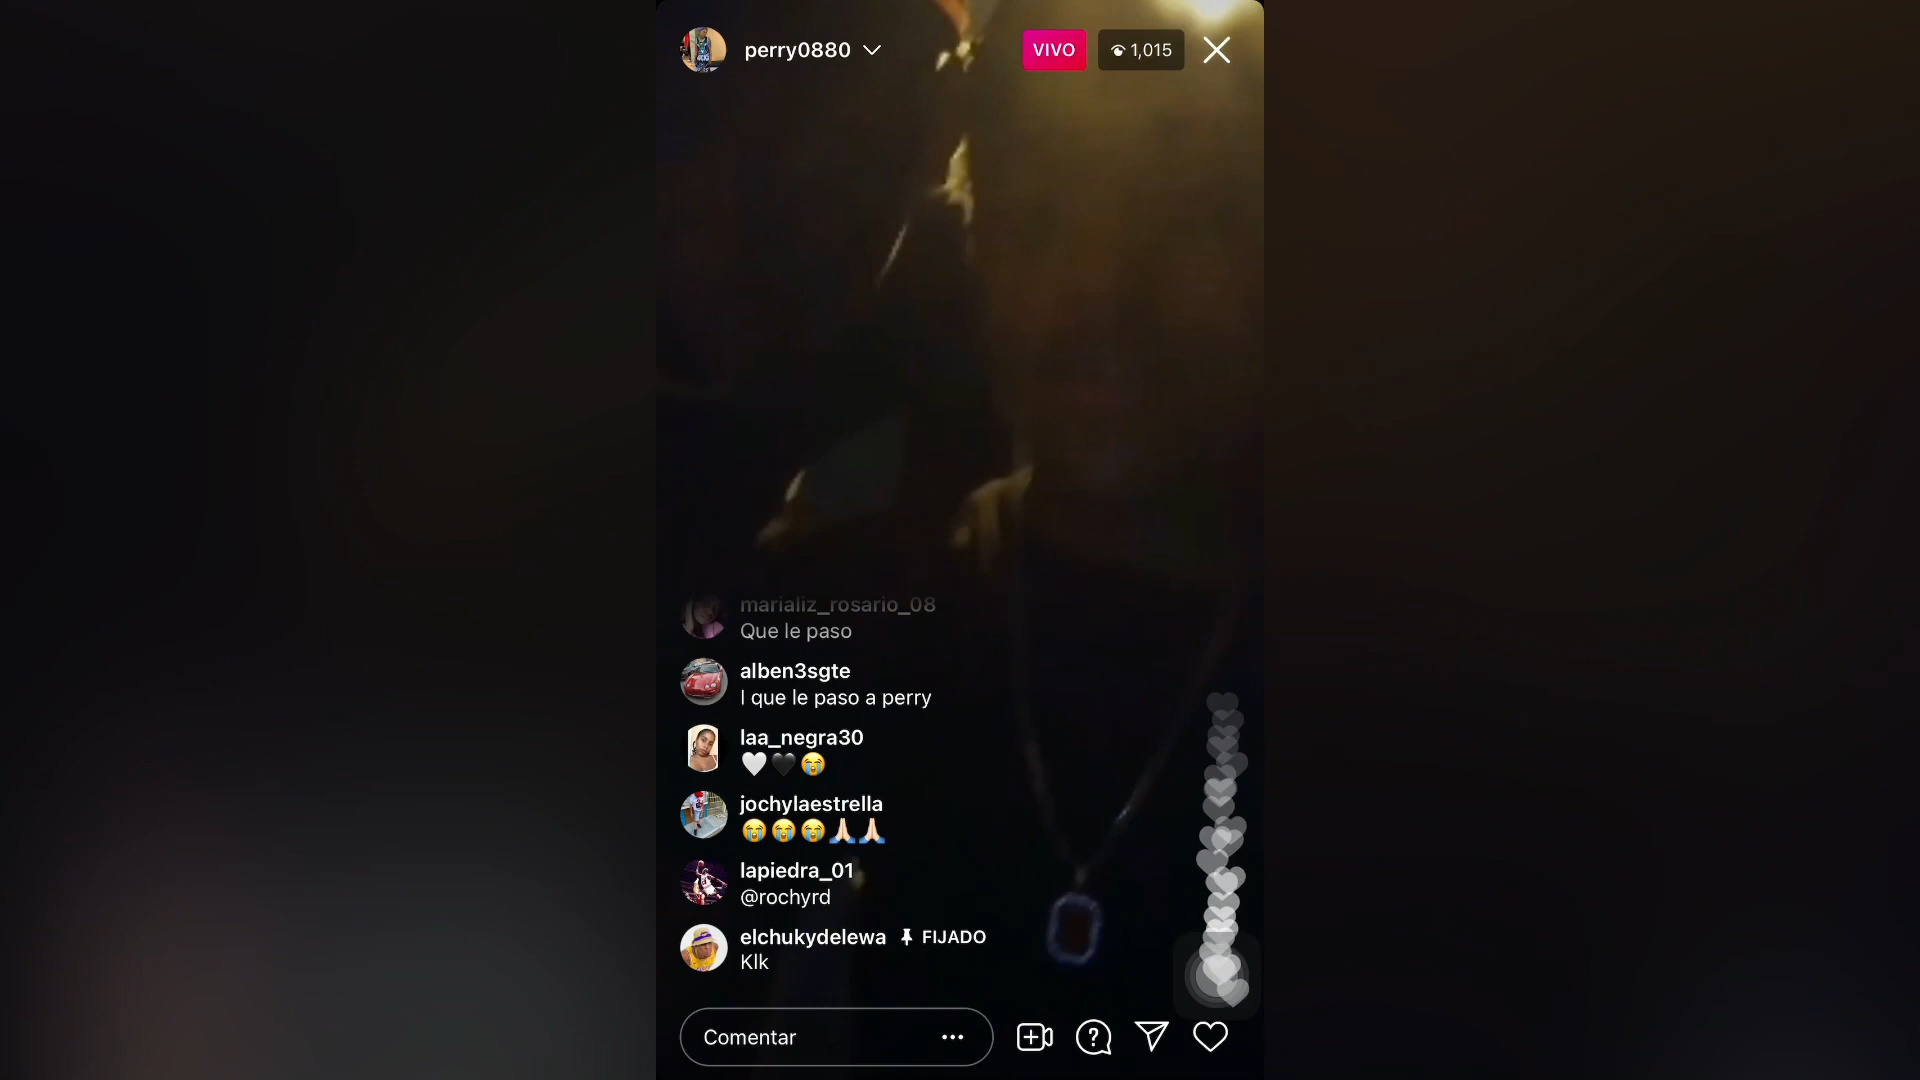 perry0880
VIVO
1,015
marializ_rosario_08
Que le paso
alben3sgte
I que le paso a perry
laa_negra30
🤍🖤😭
jochylaestrella
😭😭😭🙏🏻🙏🏻
lapiedra_01
@rochyrd
elchukydelewa FIJADO
Klk
Comentar